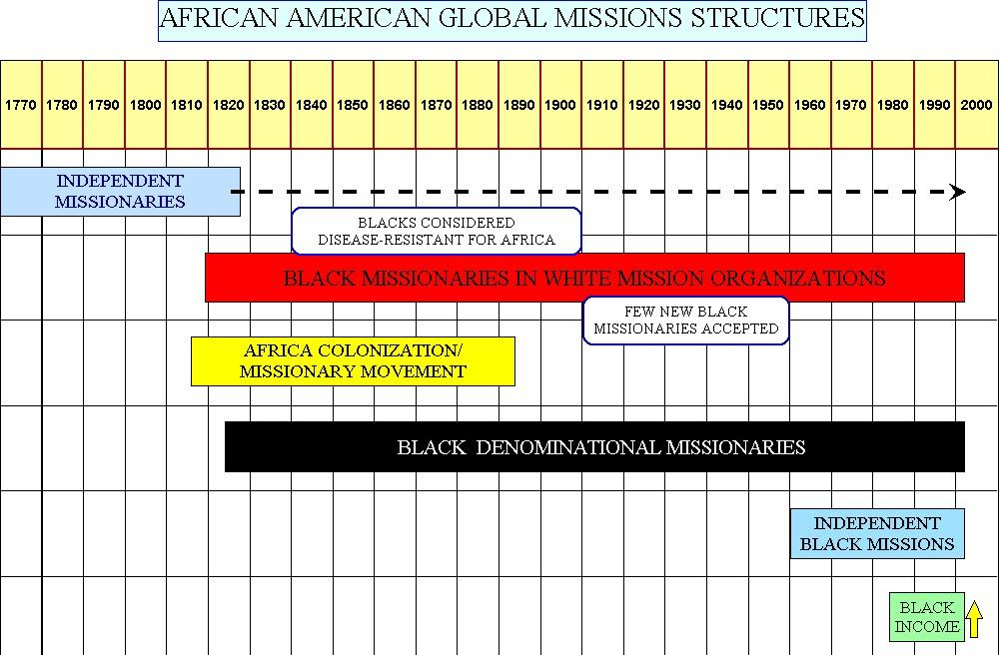 AFRICAN AMERICAN GLOBAL MISSIONS STRUCTURES
1770 1780 1790 1800 1810 1820 1830 1840 1850 1860 1870 1880 1890 1900 1910 1920 1930 1940 1950 1960 1970 1980 1990 2000
INDEPENDENT
MISSIONARIES
BLACKS CONSIDERED
DISEASE-RESISTANT FOR AFRICA
BLACK MISSIONARIES IN WHITE MISSION ORGANIZATIONS
FEW NEW BLACK
MISSIONARIES ACCEPTED
AFRICA COLONIZATION/
MISSIONARY MOVEMENT
BLACK DENOMINATIONAL MISSIONARIES
INDEPENDENT
BLACK MISSIONS
BLACK
INCOME